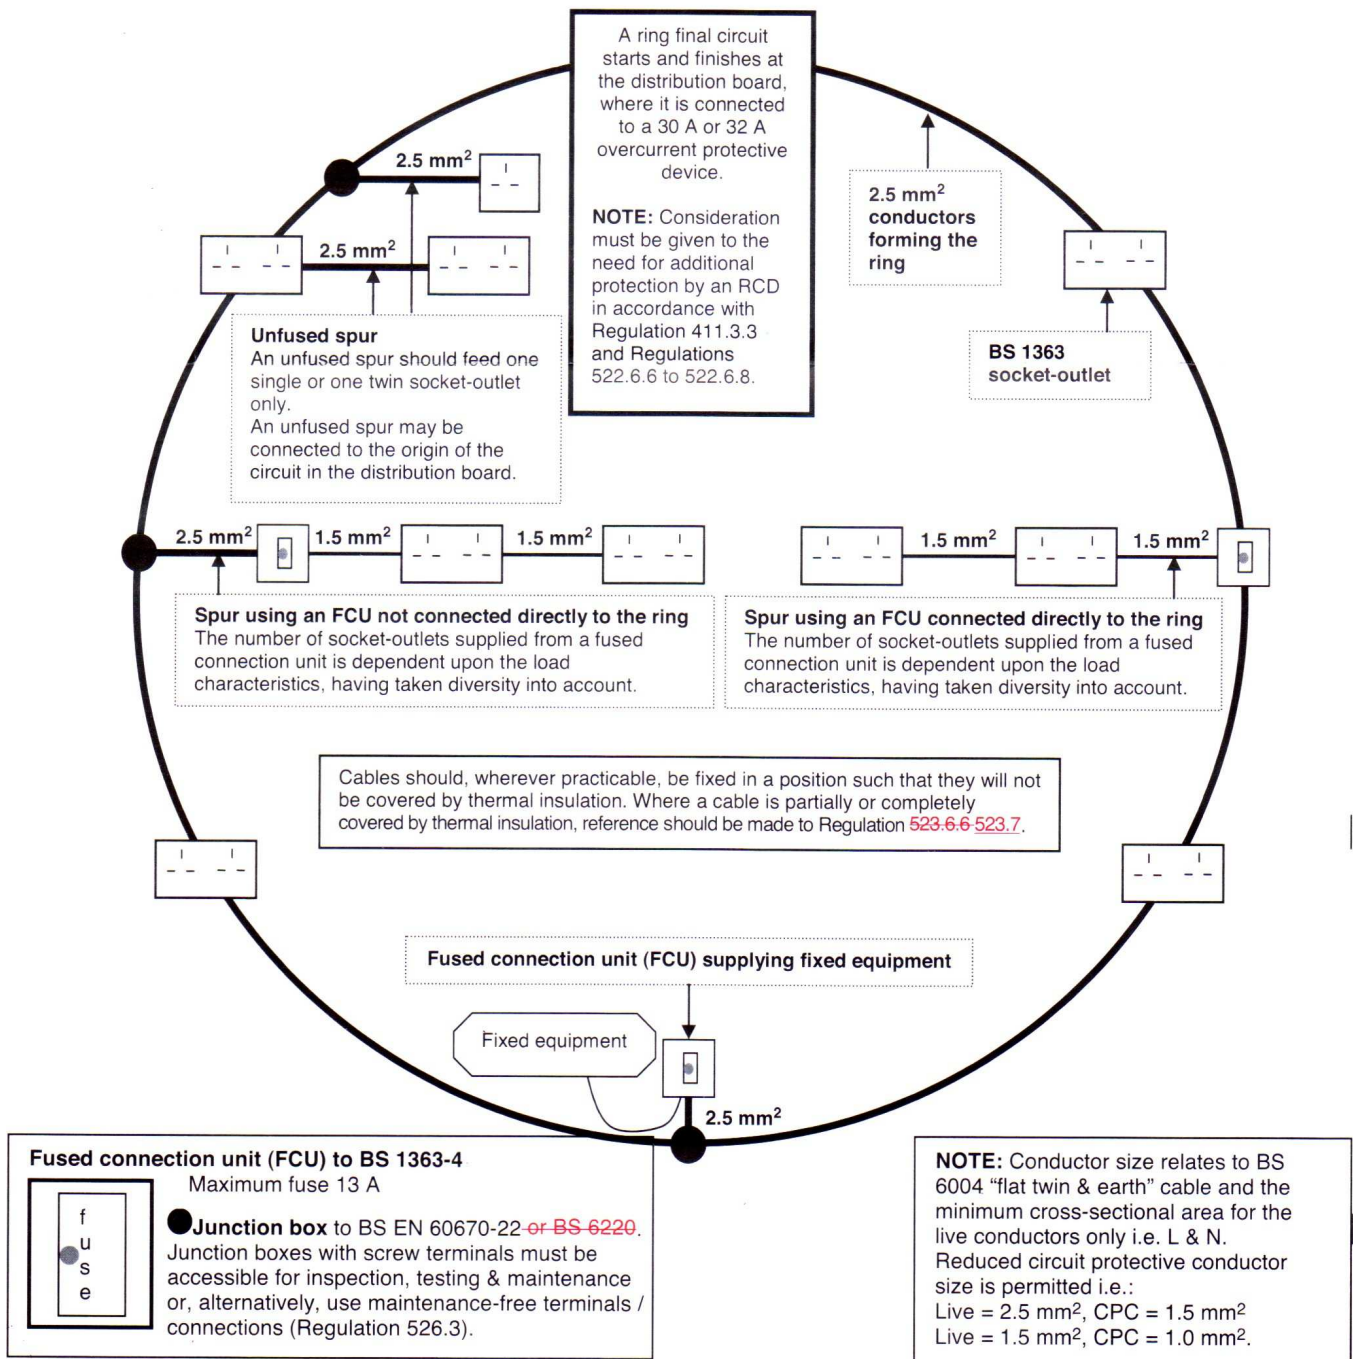 A ring final circuit
starts and finishes at
the distribution board,
where it is connected
to a 30 A or 32 A
overcurrent protective
device.
NOTE: Consideration
must be given to the
need for additional
protection by an RCD
in accordance with
Regulation 411.3.3
and Regulations
522.6.6 to 522.6.8.
2.5 mm²
2.5 mm²
Unfused spur
An unfused spur should feed one
single or one twin socket-outlet
only.
An unfused spur may be
connected to the origin of the
circuit in the distribution board.
2.5 mm²
conductors
forming the
ring
BS 1363
socket-outlet
2.5 mm²
1.5 mm²
1.5 mm²
Spur using an FCU not connected directly to the ring
The number of socket-outlets supplied from a fused
connection unit is dependent upon the load
characteristics, having taken diversity into account.
1.5 mm²
1.5 mm²
Spur using an FCU connected directly to the ring
The number of socket-outlets supplied from a fused
connection unit is dependent upon the load
characteristics, having taken diversity into account.
Cables should, wherever practicable, be fixed in a position such that they will not
be covered by thermal insulation. Where a cable is partially or completely
covered by thermal insulation, reference should be made to Regulation 523.6.6 523.7.
Fused connection unit (FCU) supplying fixed equipment
Fixed equipment
2.5 mm²
Fused connection unit (FCU) to BS 1363-4
Maximum fuse 13 A
f
u
s
e
Junction box to BS EN 60670-22 or BS 6220.
Junction boxes with screw terminals must be
accessible for inspection, testing & maintenance
or, alternatively, use maintenance-free terminals /
connections (Regulation 526.3).
NOTE: Conductor size relates to BS
6004 “flat twin & earth” cable and the
minimum cross-sectional area for the
live conductors only i.e. L & N.
Reduced circuit protective conductor
size is permitted i.e.:
Live = 2.5 mm², CPC = 1.5 mm²
Live = 1.5 mm², CPC = 1.0 mm².